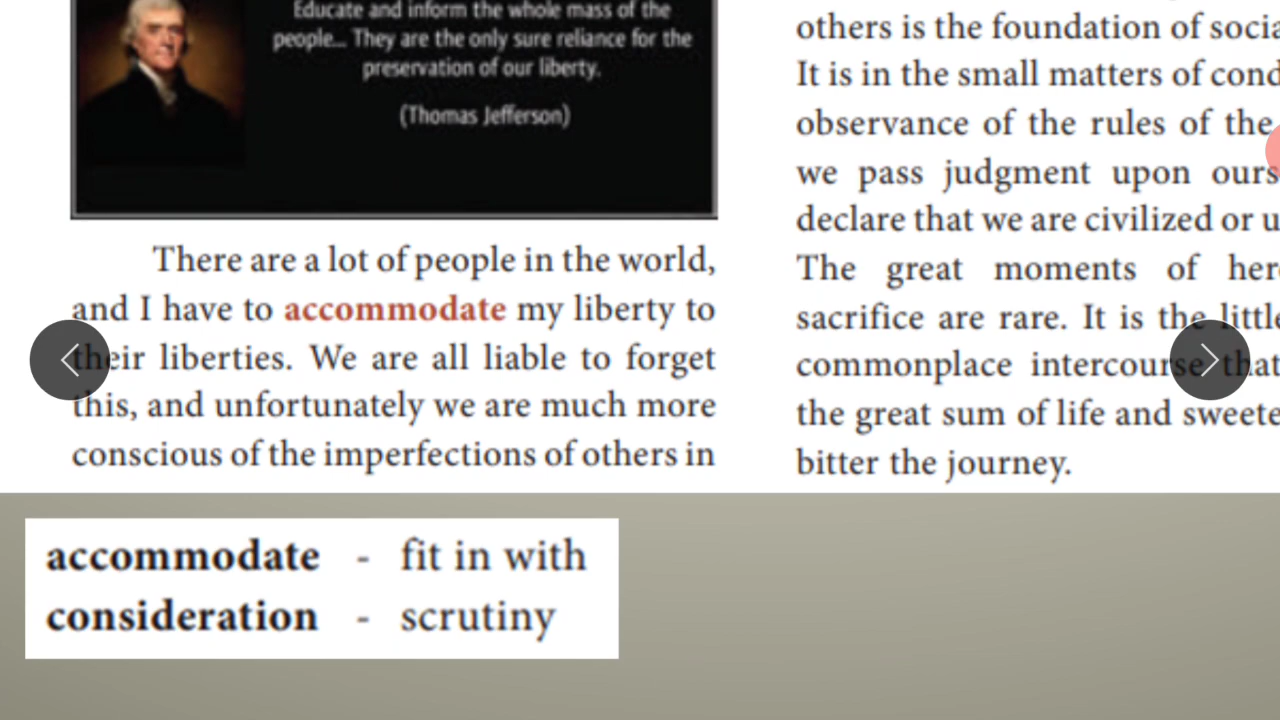 Educate and inform the whole mass of the
people... They are the only sure reliance for the
preservation of our liberty.
(Thomas Jefferson)
There are a lot of people in the world,
and I have to accommodate my liberty to
their liberties. We are all liable to forget
this, and unfortunately we are much more
conscious of the imperfections of others in
others is the foundation of
It is in the small matters of
observance of the rules of the
we pass judgment upon
declare that we are civilized or
The great moments of
sacrifice are rare. It is the little
commonplace intercourse that
the great sum of life and
bitter the journey.
accommodate - fit in with
consideration - scrutiny